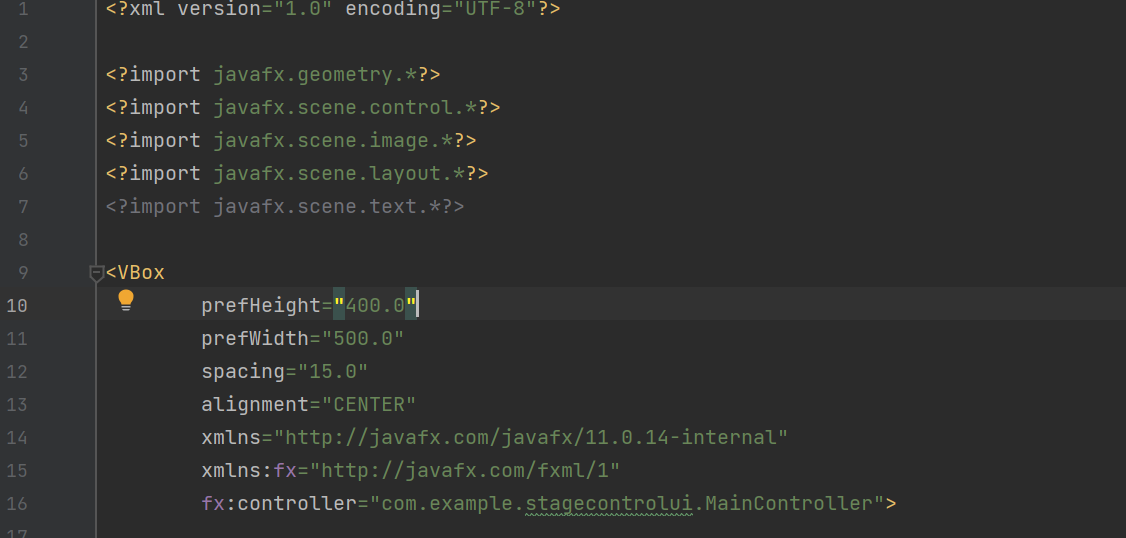 1 <?xml version="1.0" encoding="UTF-8"?>
2
3 <?import javafx.geometry.*?>
4 <?import javafx.scene.control.*?>
5 <?import javafx.scene.image.*?>
6 <?import javafx.scene.layout.*?>
7 <?import javafx.scene.text.*?>
8
9 <VBox
10 prefHeight="400.0"
11 prefWidth="500.0"
12 spacing="15.0"
13 alignment="CENTER"
14 xmlns="http://javafx.com/javafx/11.0.14-internal"
15 xmlns:fx="http://javafx.com/fxml/1"
16 fx:controller="com.example.stagecontrolui.MainController">
17